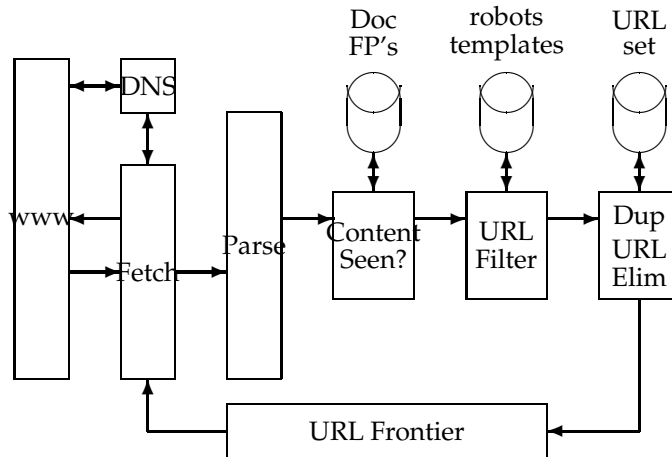 Doc
FP's
robots
templates
URL
set
DNS
www
Fetch
Parse
Content
Seen?
URL
Filter
Dup
URL
Elim
URL Frontier